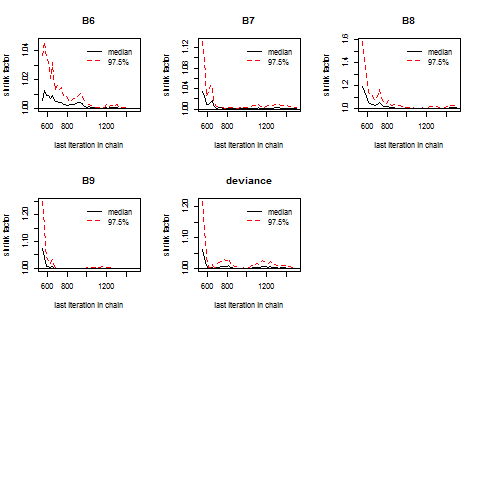 B6
shrink factor
1.00 1.02 1.04
median
97.5%
600 800 1200
last iteration in chain
B7
shrink factor
1.00 1.04 1.08 1.12
median
97.5%
600 800 1200
last iteration in chain
B8
shrink factor
1.0 1.2 1.4 1.6
median
97.5%
600 1200
last iteration in chain
B9
shrink factor
1.00 1.10 1.20
median
97.5%
600 800 1200
last iteration in chain
deviance
shrink factor
1.00 1.10 1.20
median
97.5%
600 800 1200
last iteration in chain